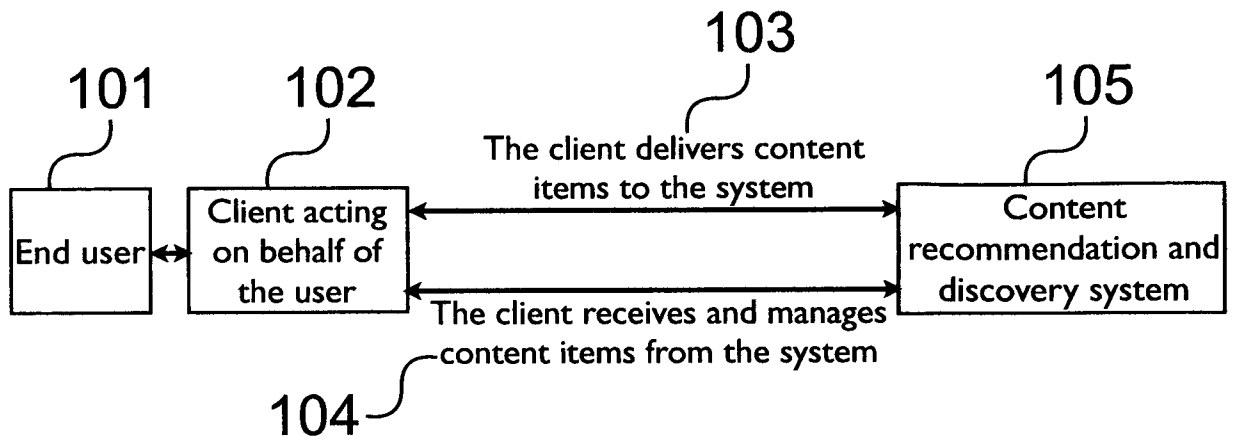 103
101
102
105
The client delivers content
items to the system
End user
Client acting
on behalf of
the user
Content
recommendation and
discovery system
The client receives and manages
content items from the system
104